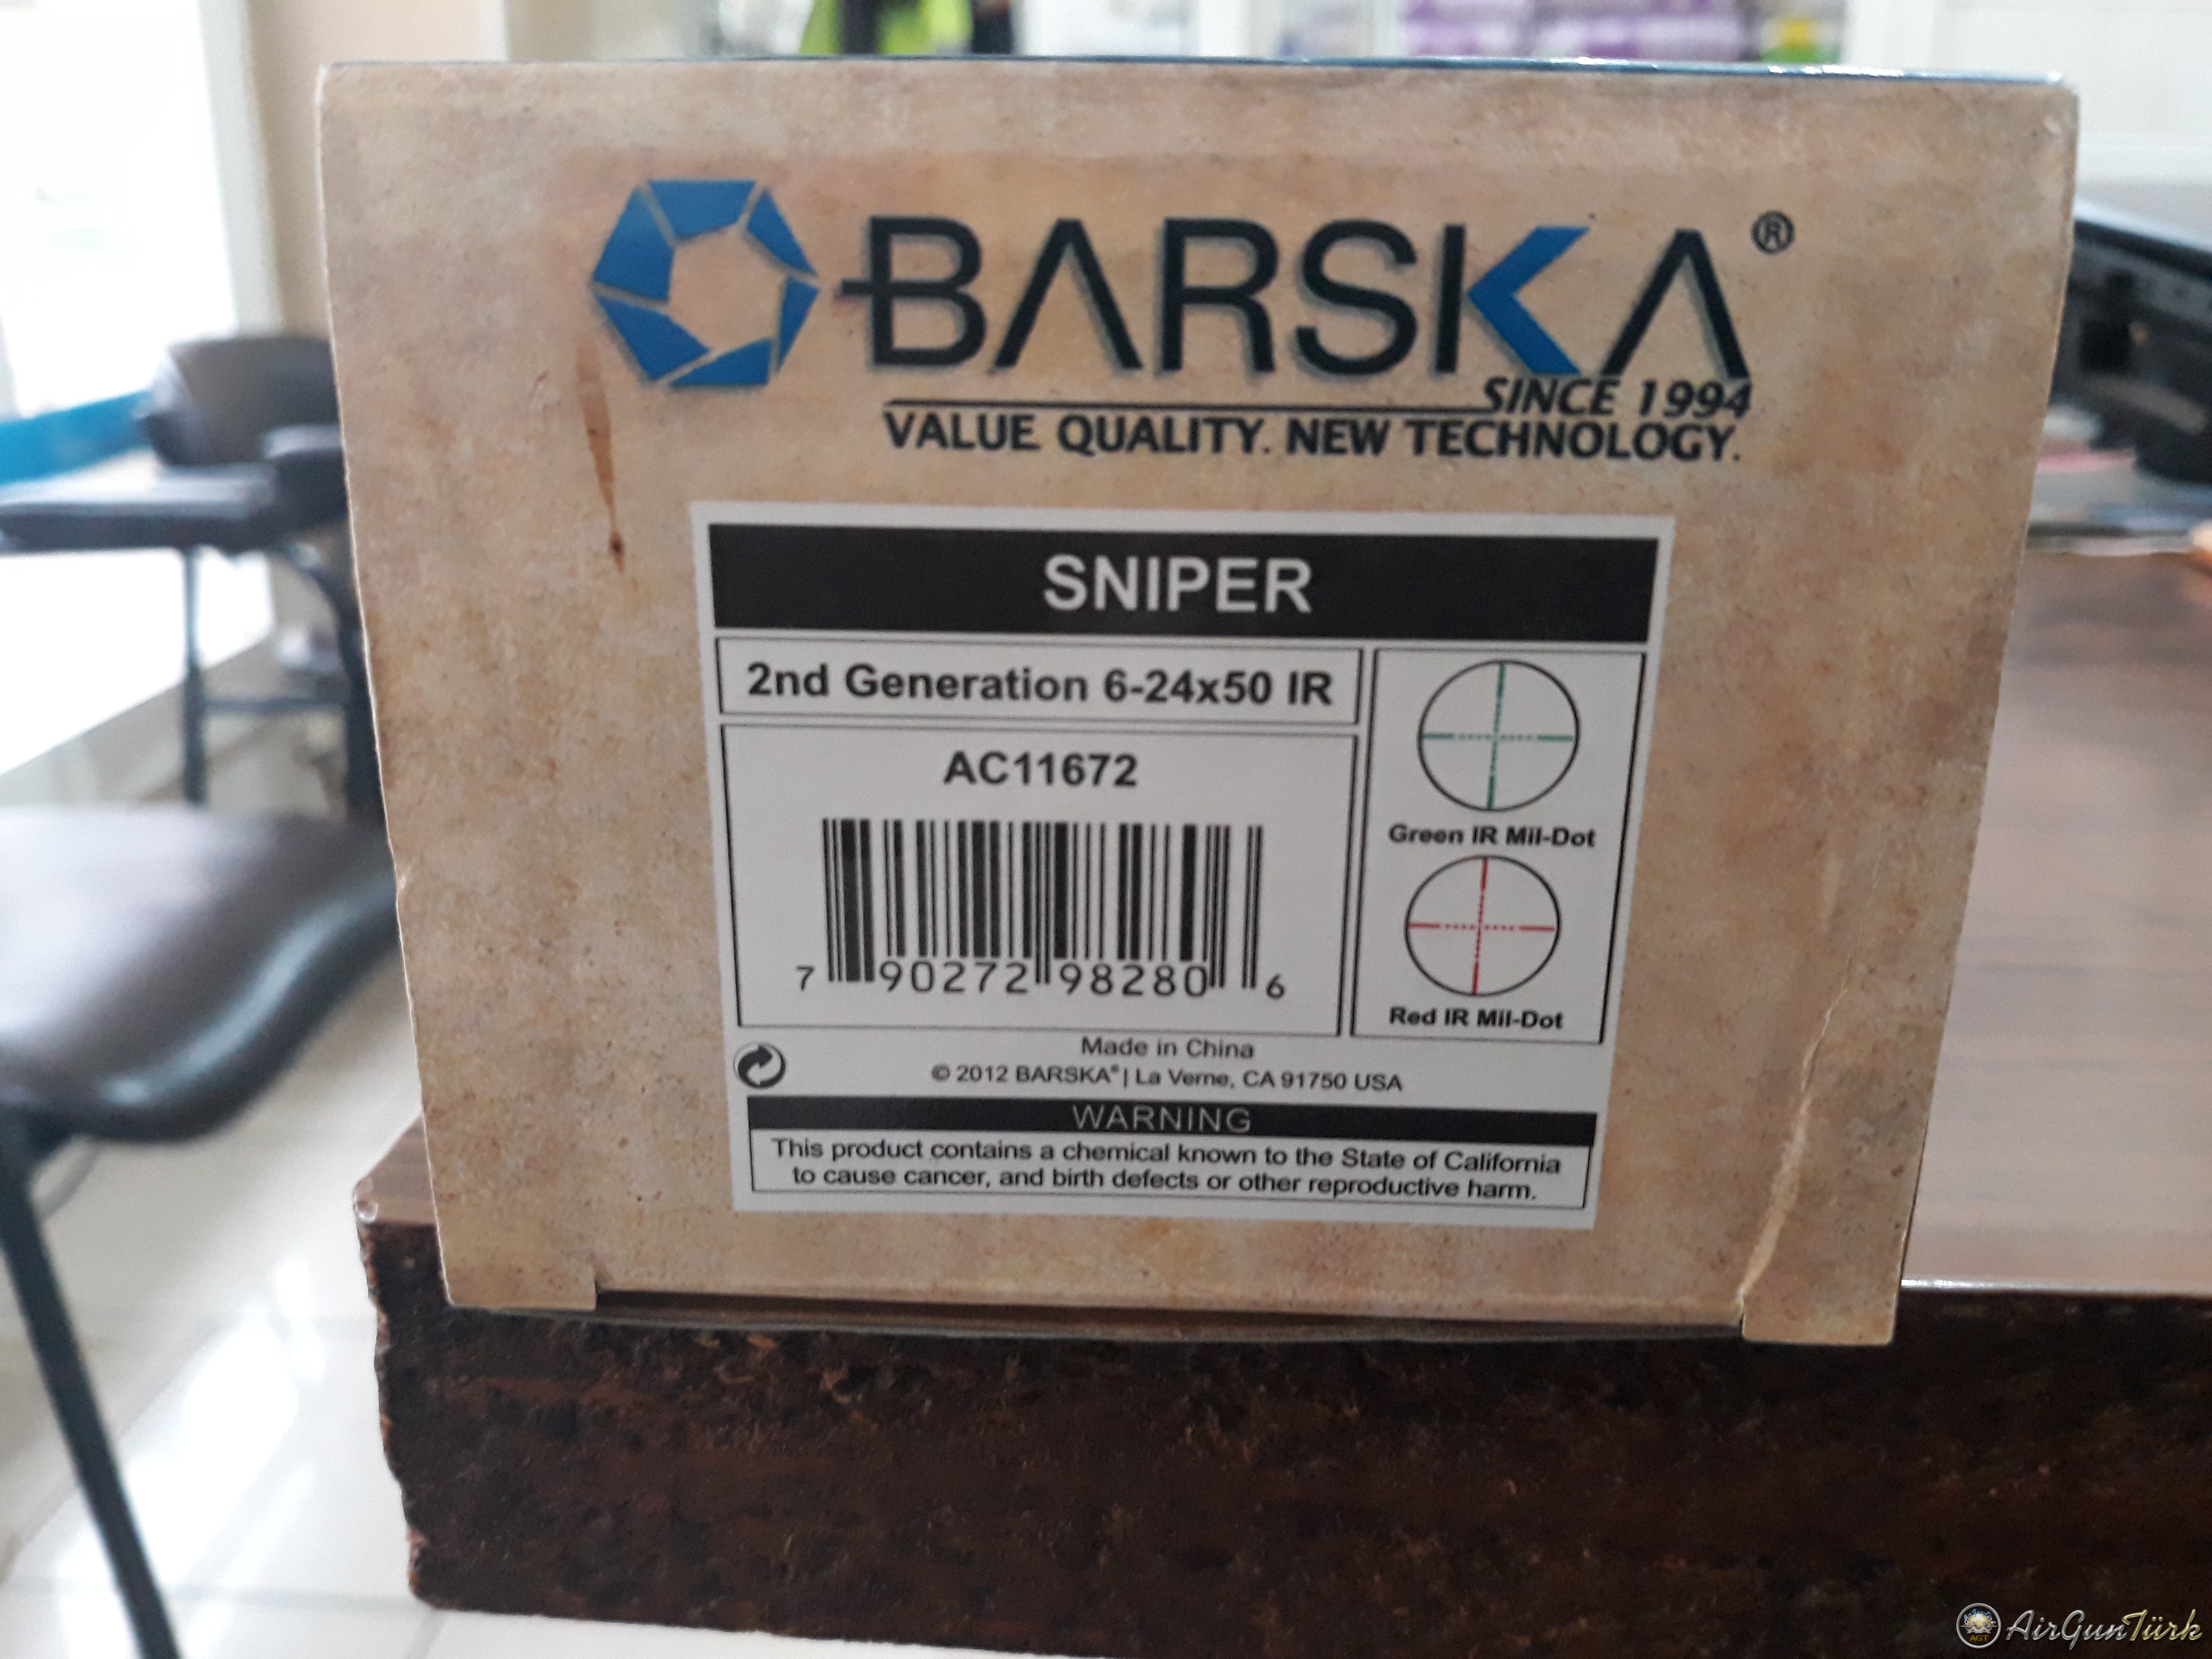 BARSKA®
SINCE 1994
VALUE QUALITY. NEW TECHNOLOGY.
SNIPER
2nd Generation 6-24x50 IR
AC11672
Green IR Mil-Dot
7 90272 98280 6
Red IR Mil-Dot
Made in China
© 2012 BARSKA® | La Verne, CA 91750 USA
WARNING
This product contains a chemical known to the State of California
to cause cancer, and birth defects or other reproductive harm.
AGT AirGunTürk